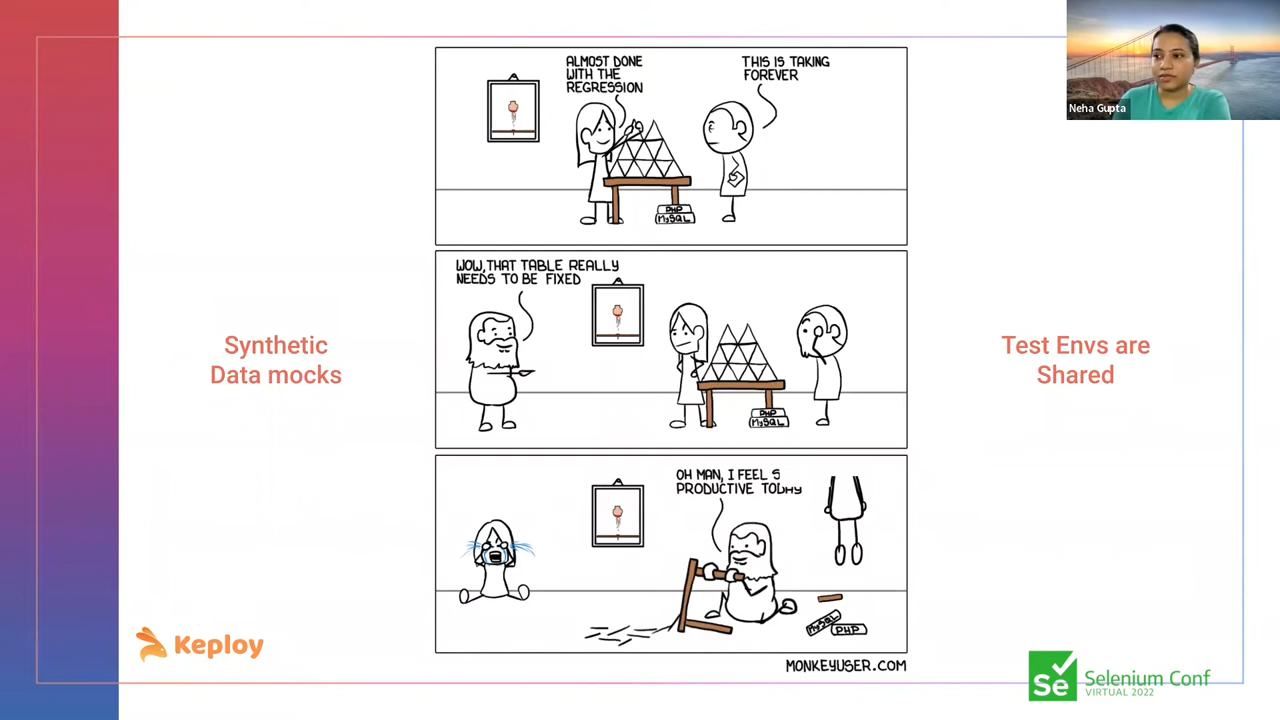 ALMOST DONE
WITH THE
REGRESSION
THIS IS TAKING
FOREVER
Neha Gupta
PHP
MySQL
WOW, THAT TABLE REALLY
NEEDS TO BE FIXED
PHP
MySQL
Synthetic
Data mocks
Test Envs are
Shared
OH MAN, I FEEL S
PRODUCTIVE TODAY
MySQL
PHP
Keploy
MONKEYUSER.COM
Se
Selenium Conf
VIRTUAL 2022